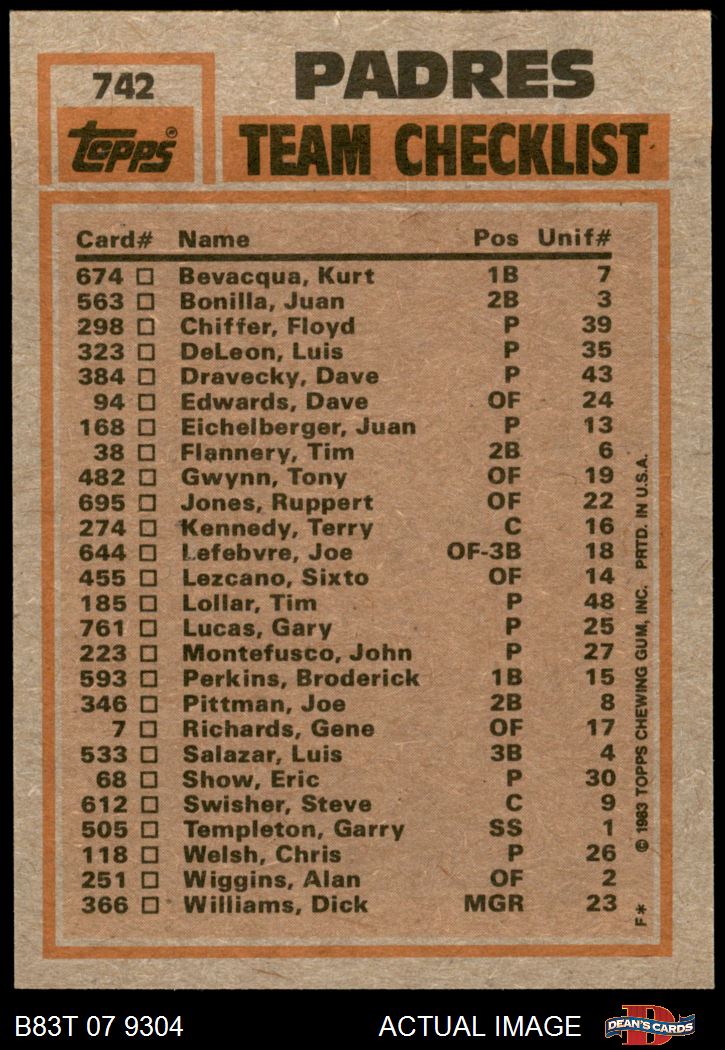 742
PADRES
Topps®
TEAM CHECKLIST
Card# Name Pos Unif#
674 □ Bevacqua, Kurt 1B 7
563 □ Bonilla, Juan 2B 3
298 □ Chiffer, Floyd P 39
323 □ DeLeon, Luis P 35
384 □ Dravecky, Dave P 43
94 □ Edwards, Dave OF 24
168 □ Eichelberger, Juan P 13
38 □ Flannery, Tim 2B 6
482 □ Gwynn, Tony OF 19
695 □ Jones, Ruppert OF 22
274 □ Kennedy, Terry C 16
644 □ Lefebvre, Joe OF-3B 18
455 □ Lezcano, Sixto OF 14
185 □ Lollar, Tim P 48
761 □ Lucas, Gary P 25
223 □ Montefusco, John P 27
593 □ Perkins, Broderick 1B 15
346 □ Pittman, Joe 2B 8
7 □ Richards, Gene OF 17
533 □ Salazar, Luis 3B 4
68 □ Show, Eric P 30
612 □ Swisher, Steve C 9
505 □ Templeton, Garry SS 1
118 □ Welsh, Chris P 26
251 □ Wiggins, Alan OF 2
366 □ Williams, Dick MGR 23
F* © 1983 TOPPS CHEWING GUM, INC. PRTD. IN U.S.A.
B83T 07 9304 ACTUAL IMAGE
D
DEAN'S CARDS